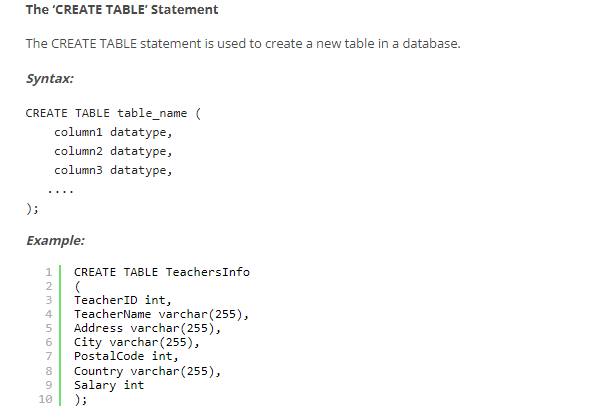 The ‘CREATE TABLE’ Statement
The CREATE TABLE statement is used to create a new table in a database.
Syntax:
CREATE TABLE table_name (
    column1 datatype,
    column2 datatype,
    column3 datatype,
   ....
);
Example:
1 CREATE TABLE TeachersInfo
2 (
3 TeacherID int,
4 TeacherName varchar(255),
5 Address varchar(255),
6 City varchar(255),
7 PostalCode int,
8 Country varchar(255),
9 Salary int
10 );